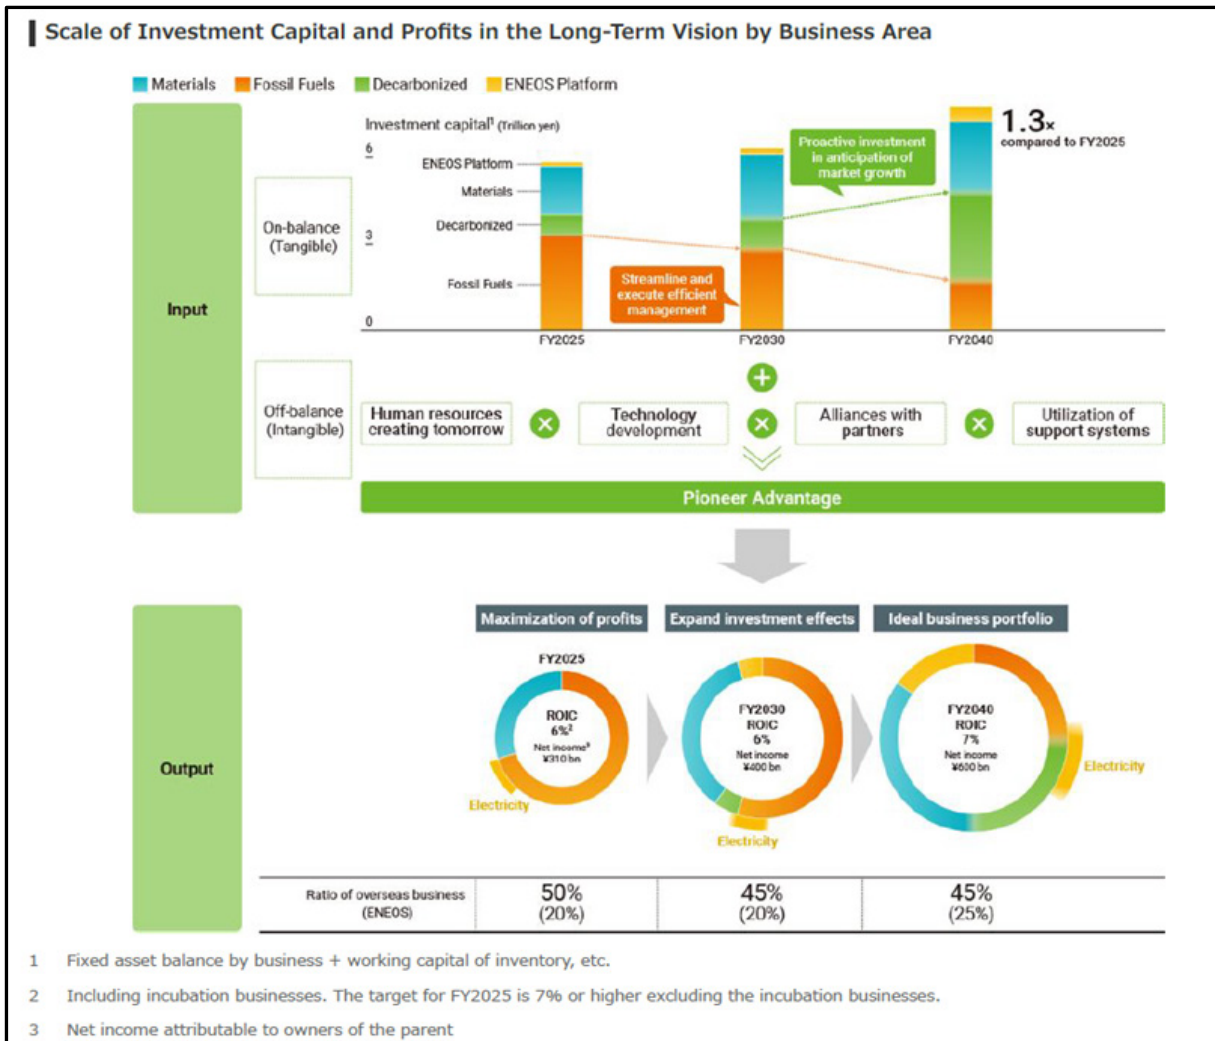 Scale of Investment Capital and Profits in the Long-Term Vision by Business Area
Materials
Fossil Fuels
Decarbonized
ENEOS Platform
Input
On-balance
(Tangible)
Investment capital¹ (Trillion yen)
6
3
0
ENEOS Platform
Materials
Decarbonized
Fossil Fuels
FY2025
FY2030
FY2040
Streamline and
execute efficient
management
Proactive investment
in anticipation of
market growth
1.3x
compared to FY2025
Off-balance
(Intangible)
Human resources
creating tomorrow
Technology
development
Alliances with
partners
Utilization of
support systems
Pioneer Advantage
Output
Maximization of profits
Expand investment effects
Ideal business portfolio
FY2025
ROIC
6%²
Net income³
¥310 bn
Electricity
FY2030
ROIC
6%
Net income
¥400 bn
Electricity
FY2040
ROIC
7%
Net income
¥600 bn
Electricity
Ratio of overseas business
(ENEOS)
50%
(20%)
45%
(20%)
45%
(25%)
1 Fixed asset balance by business + working capital of inventory, etc.
2 Including incubation businesses. The target for FY2025 is 7% or higher excluding the incubation businesses.
3 Net income attributable to owners of the parent